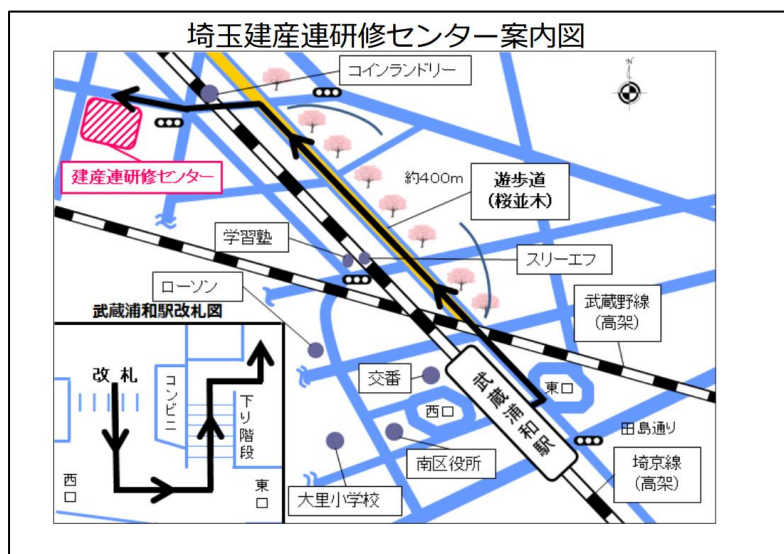 埼玉建産連研修センター案内図
コインランドリー
N
建産連研修センター
約400m
遊歩道
(桜並木)
学習塾
スリーエフ
ローソン
武蔵野線
(高架)
武蔵浦和駅改札図
改 札
コンビニ
下り階段
西口
東口
交番
西口
武蔵浦和駅
東口
田島通り
南区役所
大里小学校
埼京線
(高架)